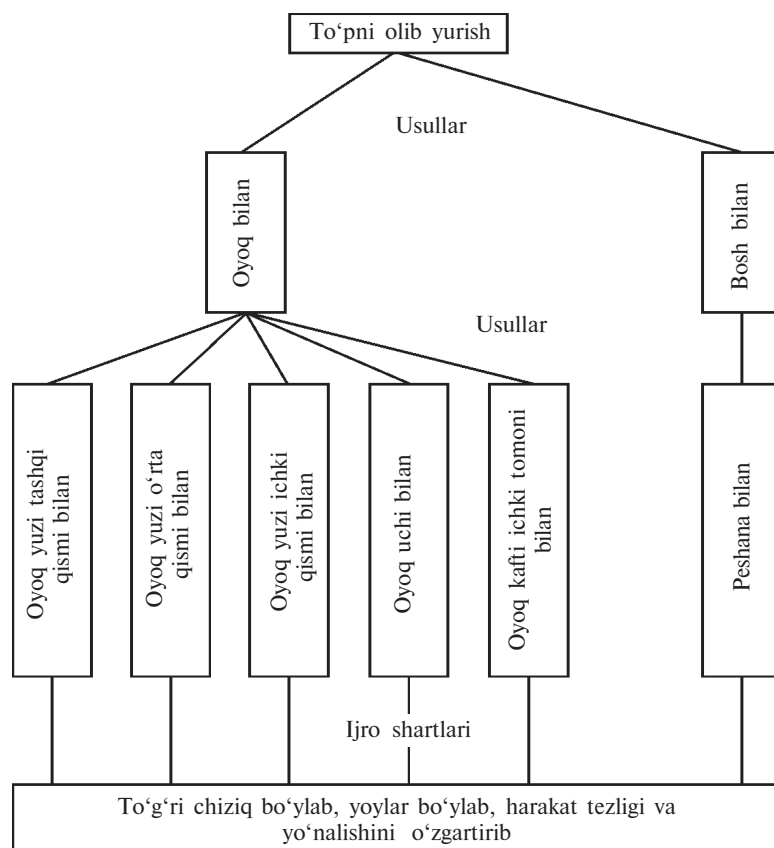 To‘pni olib yurish
Usullar
Oyoq bilan
Bosh bilan
Usullar
Oyoq yuzi tashqi
qismi bilan
Oyoq yuzi o‘rta
qismi bilan
Oyoq yuzi ichki
qismi bilan
Oyoq uchi bilan
Oyoq kafti ichki tomoni
bilan
Peshana bilan
Ijro shartlari
To‘g‘ri chiziq bo‘ylab, yoylar bo‘ylab, harakat tezligi va
yo‘nalishini o‘zgartirib